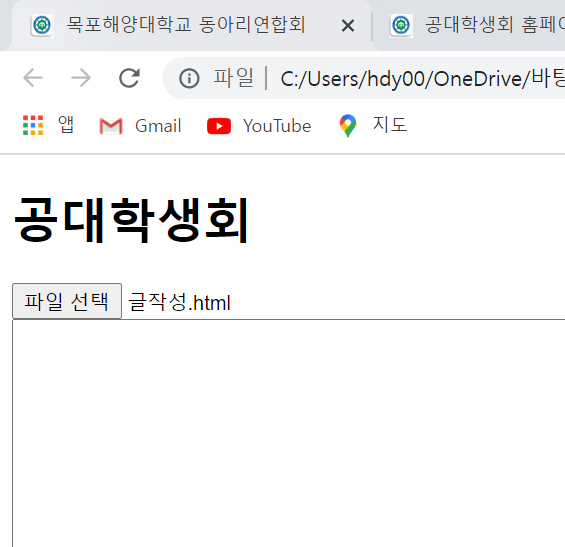 목포해양대학교 동아리연합회
공대학생회 홈페이
파일 | C:/Users/hdy00/OneDrive/바탕
앱 Gmail YouTube 지도
공대학생회
파일 선택 글작성.html